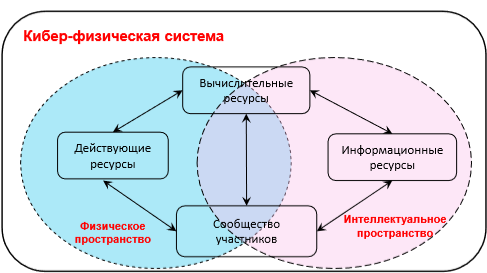 Кибер-физическая система
Вычислительные
ресурсы
Действующие
ресурсы
Информационные
ресурсы
Физическое
пространство
Сообщество
участников
Интеллектуальное
пространство